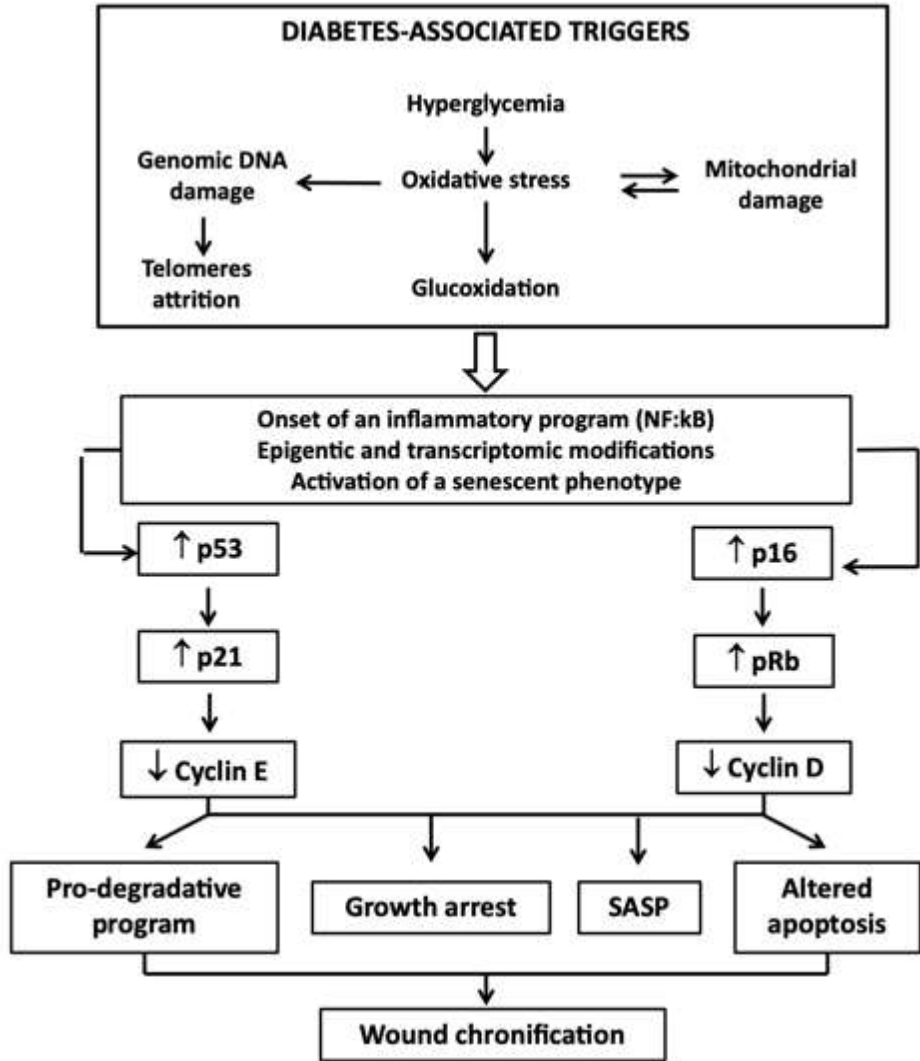 DIABETES-ASSOCIATED TRIGGERS
Hyperglycemia
Genomic DNA
damage
Oxidative stress
Mitochondrial
damage
Telomeres
attrition
Glucoxidation
Onset of an inflammatory program (NF:kB)
Epigentic and transcriptomic modifications
Activation of a senescent phenotype
↑ p53
↑ p16
↑ p21
↑ pRb
↓ Cyclin E
↓ Cyclin D
Pro-degradative
program
Growth arrest
SASP
Altered
apoptosis
Wound chronification